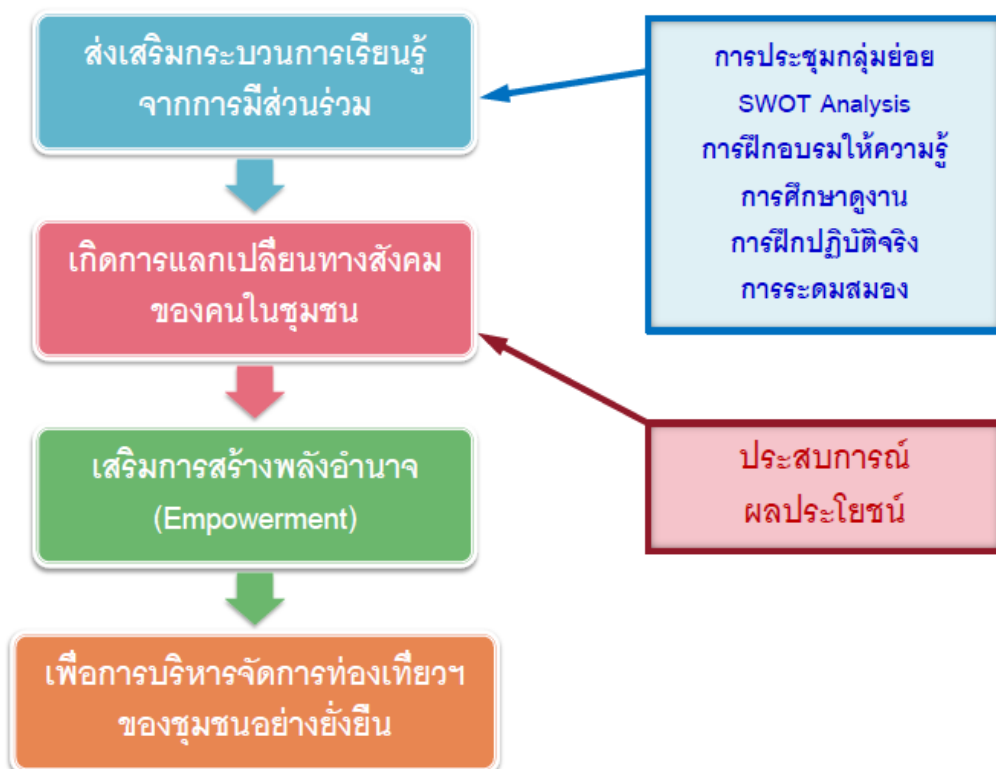 ส่งเสริมกระบวนการเรียนรู้
จากการมีส่วนร่วม
การประชุมกลุ่มย่อย
SWOT Analysis
การฝึกอบรมให้ความรู้
การศึกษาดูงาน
การฝึกปฏิบัติจริง
การระดมสมอง
เกิดการแลกเปลี่ยนทางสังคม
ของคนในชุมชน
ประสบการณ์
ผลประโยชน์
เสริมการสร้างพลังอำนาจ
(Empowerment)
เพื่อการบริหารจัดการท่องเที่ยวฯ
ของชุมชนอย่างยั่งยืน